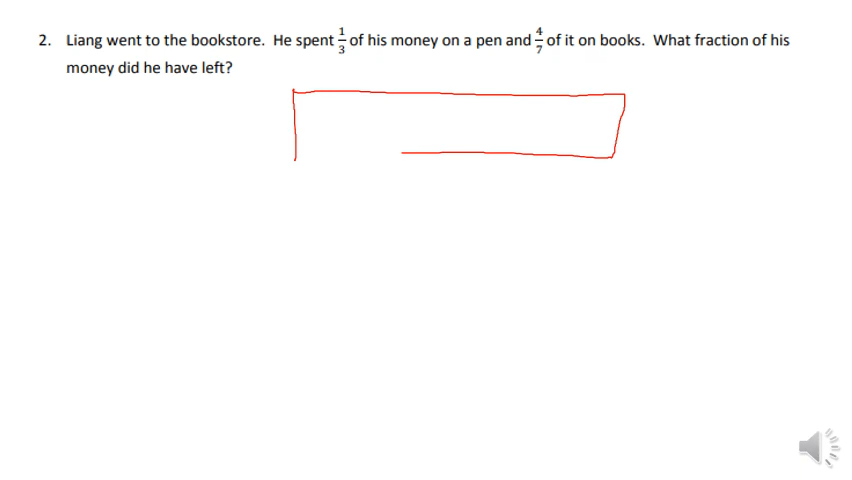 2. Liang went to the bookstore. He spent 1/3 of his money on a pen and 4/7 of it on books. What fraction of his
money did he have left?